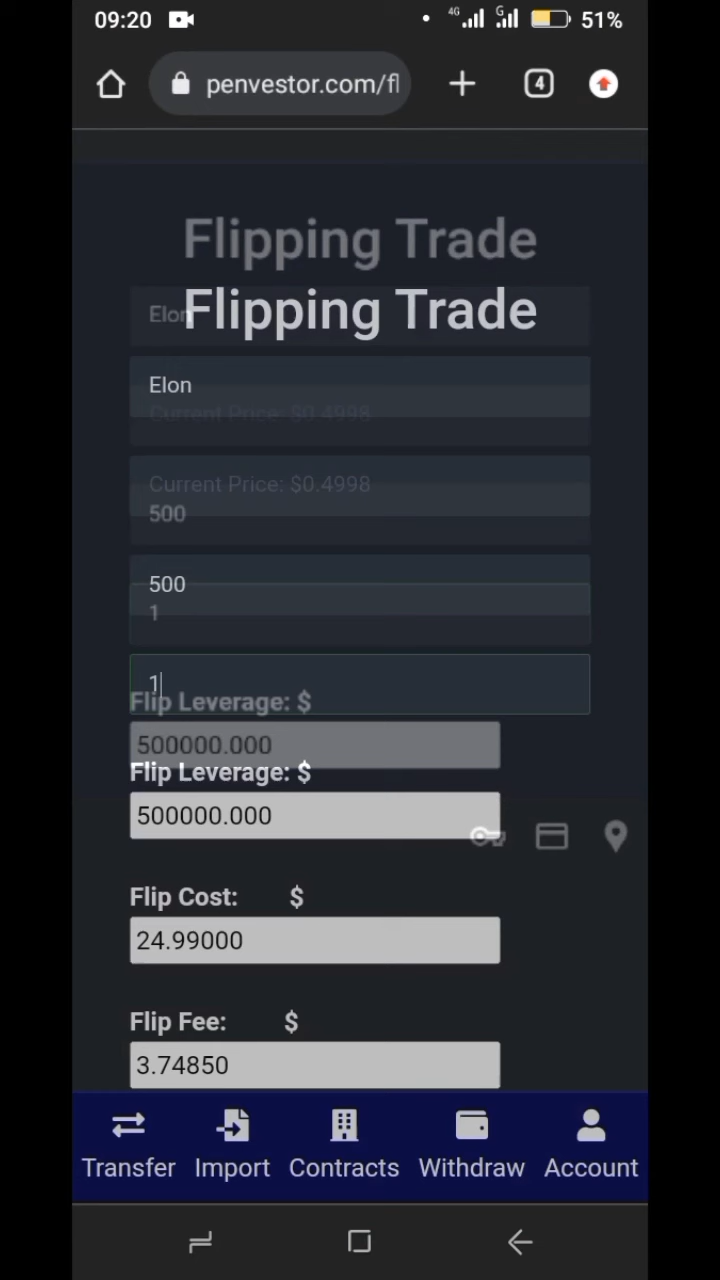 09:20
4G
G
51%
penvestor.com/fl
4
Flipping Trade
Elon
Flipping Trade
Elon
Current Price: $0.4998
Current Price: $0.4998
500
500
1
1
Flip Leverage: $
500000.000
Flip Leverage: $
500000.000
Flip Cost: $
24.99000
Flip Fee: $
3.74850
Transfer
Import
Contracts
Withdraw
Account